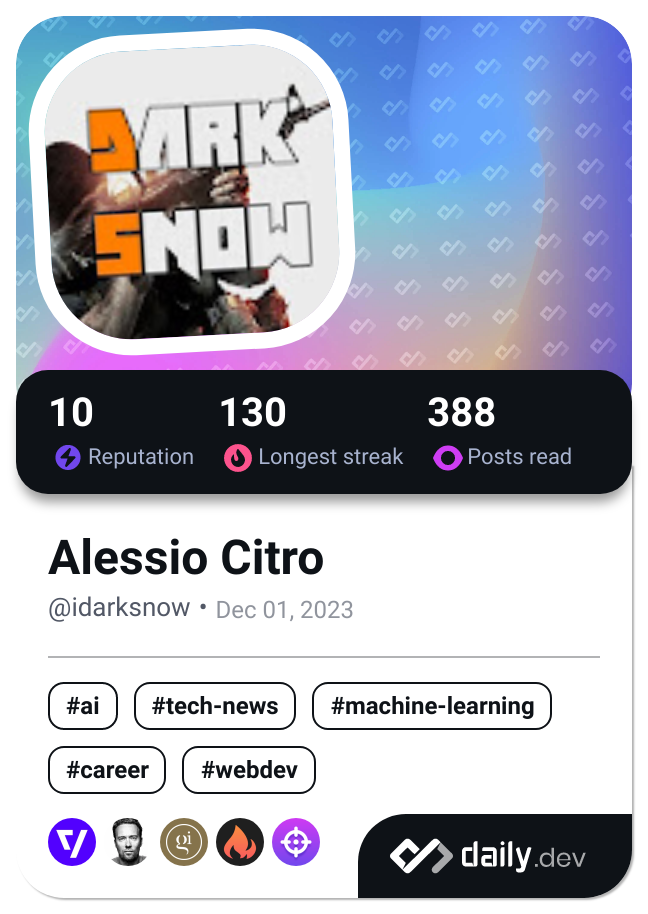 DARK
SNOW
10 130 388
Reputation Longest streak Posts read
Alessio Citro
@idarksnow • Dec 01, 2023
#ai #tech-news #machine-learning
#career #webdev
gi
daily.dev